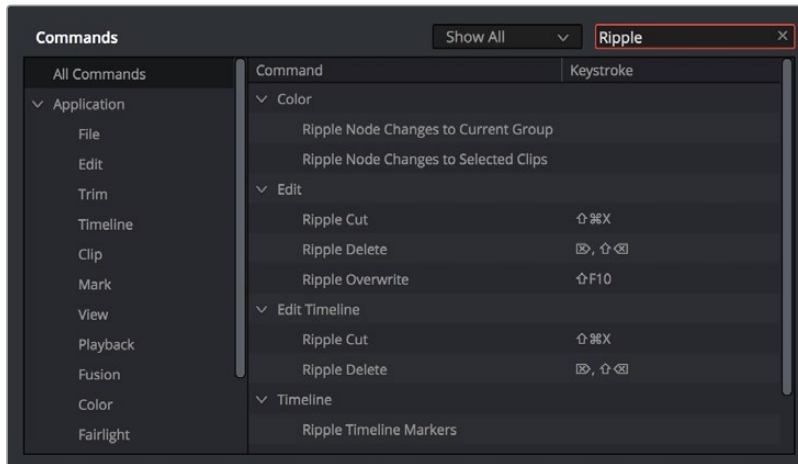 Commands
Show All
Ripple
All Commands
Application
File
Edit
Trim
Timeline
Clip
Mark
View
Playback
Fusion
Color
Fairlight
Command Keystroke
Color
Ripple Node Changes to Current Group
Ripple Node Changes to Selected Clips
Edit
Ripple Cut ⇧⌘X
Ripple Delete ⌦, ⇧⌫
Ripple Overwrite ⇧F10
Edit Timeline
Ripple Cut ⇧⌘X
Ripple Delete ⌦, ⇧⌫
Timeline
Ripple Timeline Markers